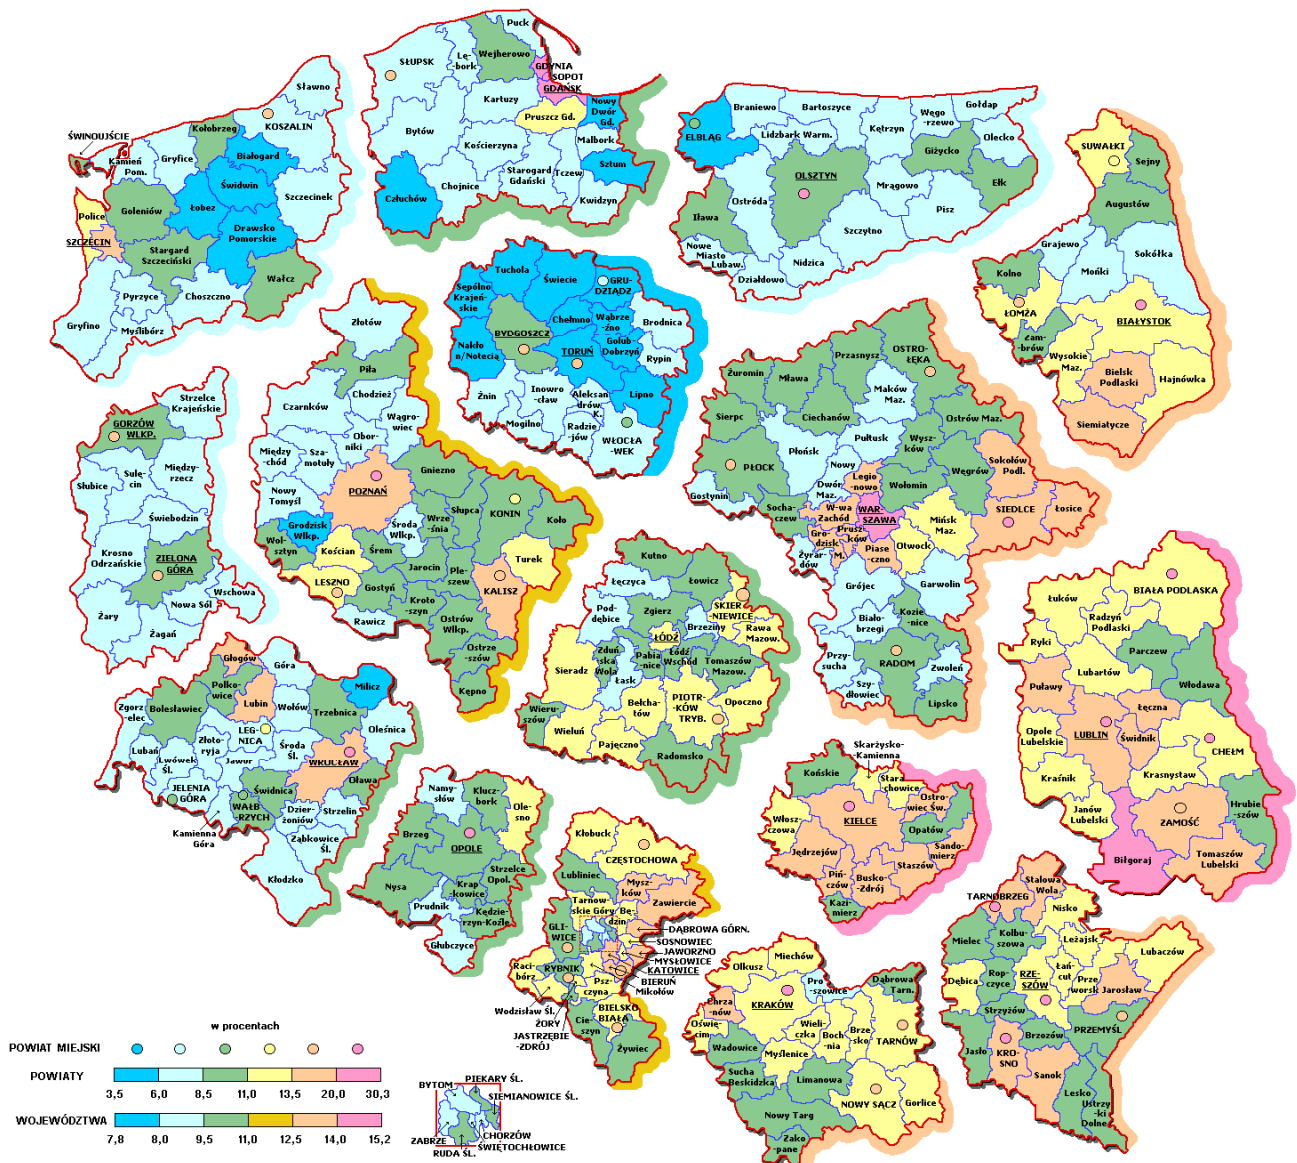 Puck
SŁUPSK
Lę-
-bork
Wejherowo
GDYNIA
SOPOT
GDAŃSK
Kartuzy
Pruszcz Gd.
Nowy
Dwór
Gd.
Bytów
Kościerzyna
Malbork
Starogard
Gdański
Tczew
Sztum
Człuchów
Chojnice
Kwidzyn
Sławno
KOSZALIN
ŚWINOUJŚCIE
Kołobrzeg
Kamień
Pom.
Gryfice
Białogard
Świdwin
Szczecinek
Police
Goleniów
Łobez
SZCZECIN
Stargard
Szczeciński
Drawsko
Pomorskie
Wałcz
Pyrzyce
Choszczno
Gryfino
Myślibórz
ELBLĄG
Braniewo
Bartoszyce
Węgo
-rzewo
Gołdap
Lidzbark Warm.
Kętrzyn
Olecko
Giżycko
OLSZTYN
Mrągowo
Ełk
Ostróda
Pisz
Iława
Szczytno
Nowe
Miasto
Lubaw.
Nidzica
Działdowo
SUWAŁKI
Sejny
Augustów
Grajewo
Sokółka
Kolno
Mońki
ŁOMŻA
BIAŁYSTOK
Zam-
brów
Wysokie
Maz.
Bielsk
Podlaski
Hajnówka
Siemiatycze
Tuchola
Sępólno
Krajeń-
skie
Świecie
GRU-
DZIĄDZ
Chełmno
Wąbrze
-źno
Brodnica
Nakło
n/Notecią
BYDGOSZCZ
TORUŃ
Golub-
Dobrzyń
Rypin
Żnin
Inowro
-cław
Aleksan
-drów
K.
Lipno
Mogilno
Radzie
-jów
WŁOCŁA
-WEK
Złotów
Piła
Czarnków
Chodzież
Wągro-
wiec
Obor-
niki
Między
-chód
Sza-
motuły
Gniezno
POZNAŃ
Nowy
Tomyśl
Słupca
KONIN
Koło
Grodzisk
Wlkp.
Środa
Wlkp.
Wrze
-śnia
Wol-
sztyn
Kościan
Śrem
Turek
Jarocin
Ple-
szew
LESZNO
Gostyń
KALISZ
Kroto
-szyn
Rawicz
Ostrów
Wlkp.
Ostrze
-szów
Kępno
Strzelce
Krajeńskie
GORZÓW
WLKP.
Sulę-
cin
Między-
rzecz
Słubice
Świebodzin
Krosno
Odrzańskie
ZIELONA
GÓRA
Wschowa
Nowa Sól
Żary
Żagań
OSTRO-
ŁĘKA
Przasnysz
Żuromin
Mława
Maków
Maz.
Sierpc
Ciechanów
Ostrów Maz.
Pułtusk
Wysz-
ków
PŁOCK
Płońsk
Sokołów
Podl.
Nowy
Dwór
Maz.
Legio
-nowo
Węgrów
Wołomin
Gostynin
Socha-
czew
W-wa
Zachód
WAR-
SZAWA
SIEDLCE
Łosice
Mińsk
Maz.
Gro-
dzisk
M.
Prusz
-ków
Piase
-czno
Otwock
Żyrar-
dów
Grójec
Garwolin
Biało-
brzegi
Kozie
-nice
Przy-
sucha
RADOM
Zwoleń
Szy-
dłowiec
Lipsko
Kutno
Łęczyca
Łowicz
Pod-
dębice
Zgierz
SKIER
-NIEWICE
Brzeziny
Rawa
Mazow.
ŁÓDŹ
Sieradz
Zduń
-ska
Wola
Pabia
-nice
Łódź
Wschód
Tomaszów
Mazow.
Łask
Bełcha-
tów
PIOTR-
KÓW
TRYB.
Opoczno
Wieru-
szów
Wieluń
Pajęczno
Radomsko
BIAŁA PODLASKA
Łuków
Radzyń
Podlaski
Ryki
Parczew
Lubartów
Włodawa
Puławy
Łęczna
Opole
Lubelskie
LUBLIN
Świdnik
CHEŁM
Kraśnik
Krasnystaw
Janów
Lubelski
ZAMOŚĆ
Hrubie
-szów
Biłgoraj
Tomaszów
Lubelski
Głogów
Góra
Milicz
Polko-
wice
Zgorz
-elec
Bolesławiec
Lubin
Wołów
Trzebnica
Oleśnica
LEG-
NICA
Środa
Śl.
Lubań
Złoto-
ryja
Lwówek
Śl.
Jawor
WROCŁAW
Oława
JELENIA
GÓRA
Świdnica
WAŁB
-RZYCH
Dzier-
żoniów
Strzelin
Kamienna
Góra
Ząbkowice
Śl.
Kłodzko
Namy-
słów
Klucz-
bork
Ole-
sno
Brzeg
OPOLE
Strzelce
Opol.
Nysa
Krap
-kowice
Prudnik
Kędzie-
rzyn-Koźle
Głubczyce
Skarżysko-
Kamienna
Końskie
Stara
chowice
Ostro-
wiec Św.
KIELCE
Włosz-
czowa
Opatów
Jędrzejów
Sando-
mierz
Staszów
Piń-
czów
Busko-
Zdrój
Kazi-
mierz
Kłobuck
CZĘSTOCHOWA
Lubliniec
Mysz-
ków
Zawiercie
Tarnow
-skie Góry
Bę-
dzin
GLI-
WICE
DĄBROWA GÓRN.
SOSNOWIEC
JAWORZNO
MYSŁOWICE
KATOWICE
BIERUŃ
Mikołów
Raci-
bórz
RYBNIK
Psz-
czyna
Wodzisław Śl.
ŻORY
JASTRZĘBIE
-ZDRÓJ
Cie-
szyn
BIELSKO
BIAŁA
Żywiec
Miechów
Olkusz
Pro-
szowice
Dąbrowa
Tarn.
Chrza
-nów
KRAKÓW
Oświę-
cim
Wieli-
czka
Boch
-nia
Brze
-sko
TARNÓW
Wadowice
Myślenice
Sucha
Beskidzka
Limanowa
NOWY SĄCZ
Gorlice
Nowy Targ
Zako
-pane
TARNOBRZEG
Stalowa
Wola
Nisko
Mielec
Kolbu-
szowa
Leżajsk
Lubaczów
Dębica
Rop-
czyce
RZE-
SZÓW
Łań-
cut
Prze
worsk
Jarosław
Strzyżów
PRZEMYŚL
Jasło
KRO-
SNO
Brzozów
Sanok
Lesko
Ustrzy
-ki
Dolne
w procentach
POWIAT MIEJSKI
POWIATY
3,5 6,0 8,5 11,0 13,5 20,0 30,3
WOJEWÓDZTWA
7,8 8,0 9,5 11,0 12,5 14,0 15,2
PIEKARY ŚL.
BYTOM
SIEMIANOWICE ŚL.
CHORZÓW
ŚWIĘTOCHŁOWICE
ZABRZE
RUDA ŚL.